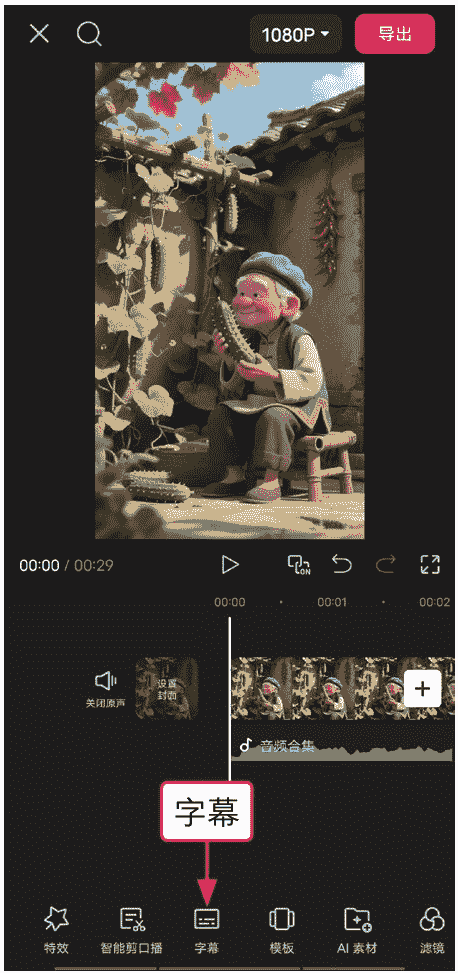 1080P
导出
00:00 / 00:29
ON
00:00
00:01
00:02
关闭原声
设置
封面
音频合集
字幕
特效
智能剪口播
字幕
模板
AI 素材
滤镜